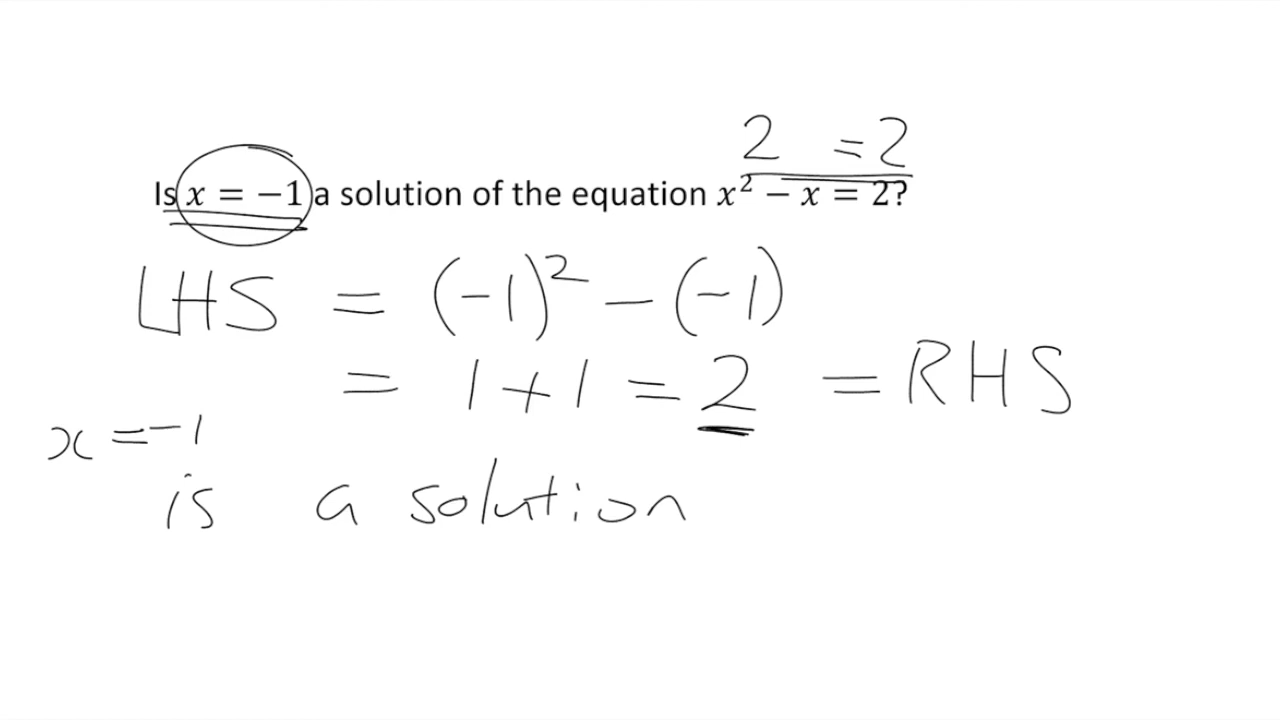 2 = 2
Is x = −1 a solution of the equation x² − x = 2?
LHS = (-1)² - (-1)
= 1 + 1 = 2 = RHS
x = -1
is a solution